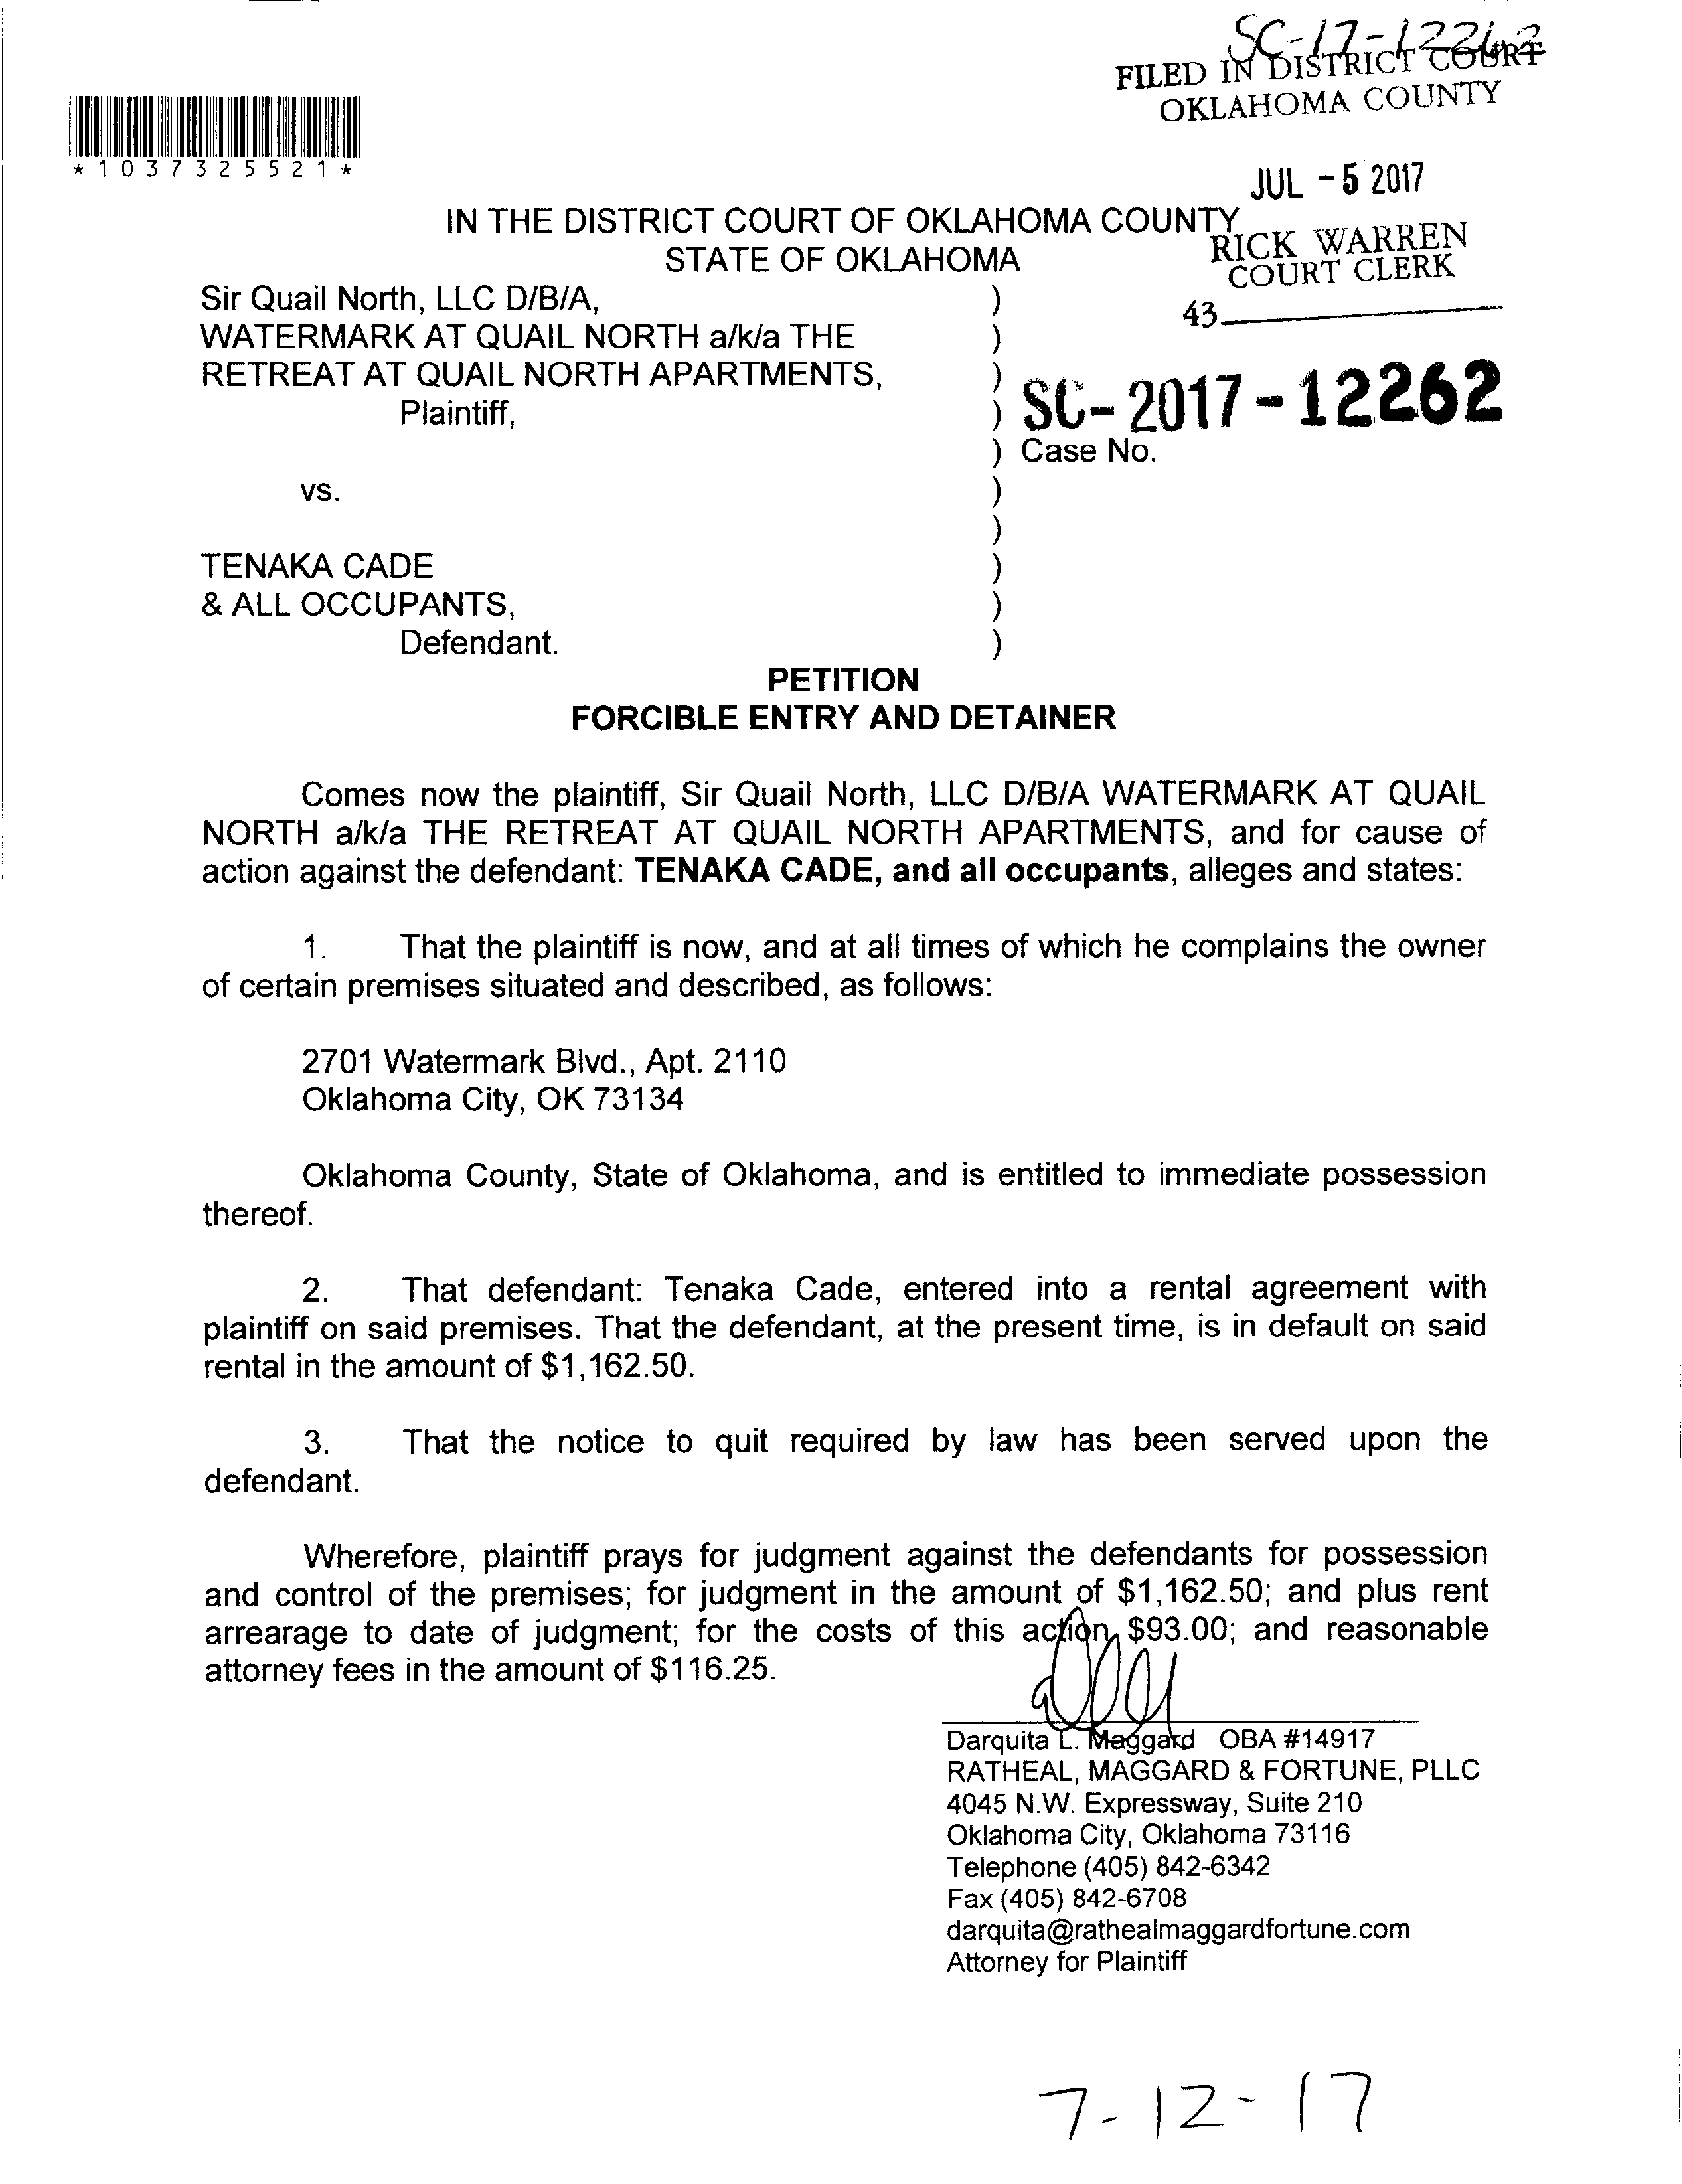 SC-17-12262
FILED IN DISTRICT COURT
OKLAHOMA COUNTY
*1037325521*
JUL - 5 2017
IN THE DISTRICT COURT OF OKLAHOMA COUNTY
STATE OF OKLAHOMA
RICK WARREN
COURT CLERK
43
Sir Quail North, LLC D/B/A, )
WATERMARK AT QUAIL NORTH a/k/a THE )
RETREAT AT QUAIL NORTH APARTMENTS, )
Plaintiff, ) SC-2017-12262
) Case No.
vs. )
)
TENAKA CADE )
& ALL OCCUPANTS, )
Defendant. )
PETITION
FORCIBLE ENTRY AND DETAINER
Comes now the plaintiff, Sir Quail North, LLC D/B/A WATERMARK AT QUAIL
NORTH a/k/a THE RETREAT AT QUAIL NORTH APARTMENTS, and for cause of
action against the defendant: TENAKA CADE, and all occupants, alleges and states:
1. That the plaintiff is now, and at all times of which he complains the owner
of certain premises situated and described, as follows:
2701 Watermark Blvd., Apt. 2110
Oklahoma City, OK 73134
Oklahoma County, State of Oklahoma, and is entitled to immediate possession
thereof.
2. That defendant: Tenaka Cade, entered into a rental agreement with
plaintiff on said premises. That the defendant, at the present time, is in default on said
rental in the amount of $1,162.50.
3. That the notice to quit required by law has been served upon the
defendant.
Wherefore, plaintiff prays for judgment against the defendants for possession
and control of the premises; for judgment in the amount of $1,162.50; and plus rent
arrearage to date of judgment; for the costs of this action, $93.00; and reasonable
attorney fees in the amount of $116.25.
Darquita L. Maggard OBA #14917
RATHEAL, MAGGARD & FORTUNE, PLLC
4045 N.W. Expressway, Suite 210
Oklahoma City, Oklahoma 73116
Telephone (405) 842-6342
Fax (405) 842-6708
darquita@rathealmaggardfortune.com
Attorney for Plaintiff
7-12-17